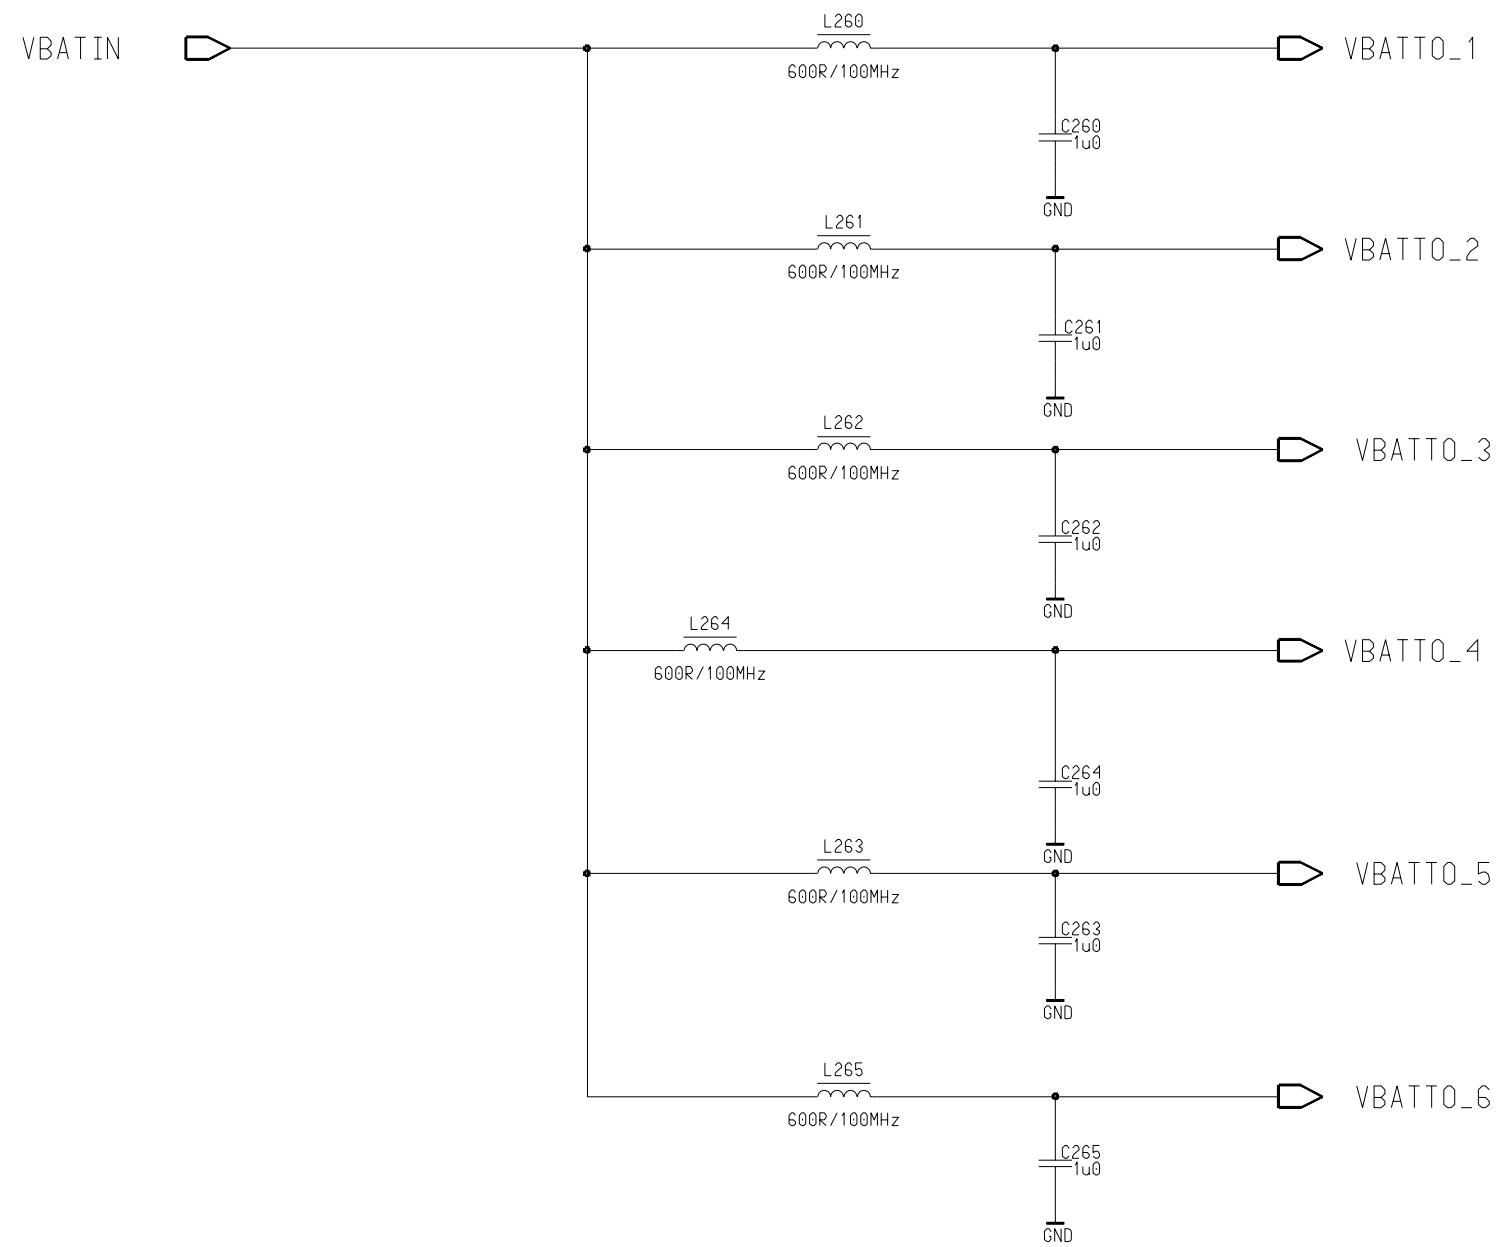 L260
VBATIN
VBATTO_1
600R/100MHz
C260
1u0
GND
L261
VBATTO_2
600R/100MHz
C261
1u0
GND
L262
VBATTO_3
600R/100MHz
C262
1u0
GND
L264
VBATTO_4
600R/100MHz
C264
1u0
GND
L263
VBATTO_5
600R/100MHz
C263
1u0
GND
L265
VBATTO_6
600R/100MHz
C265
1u0
GND